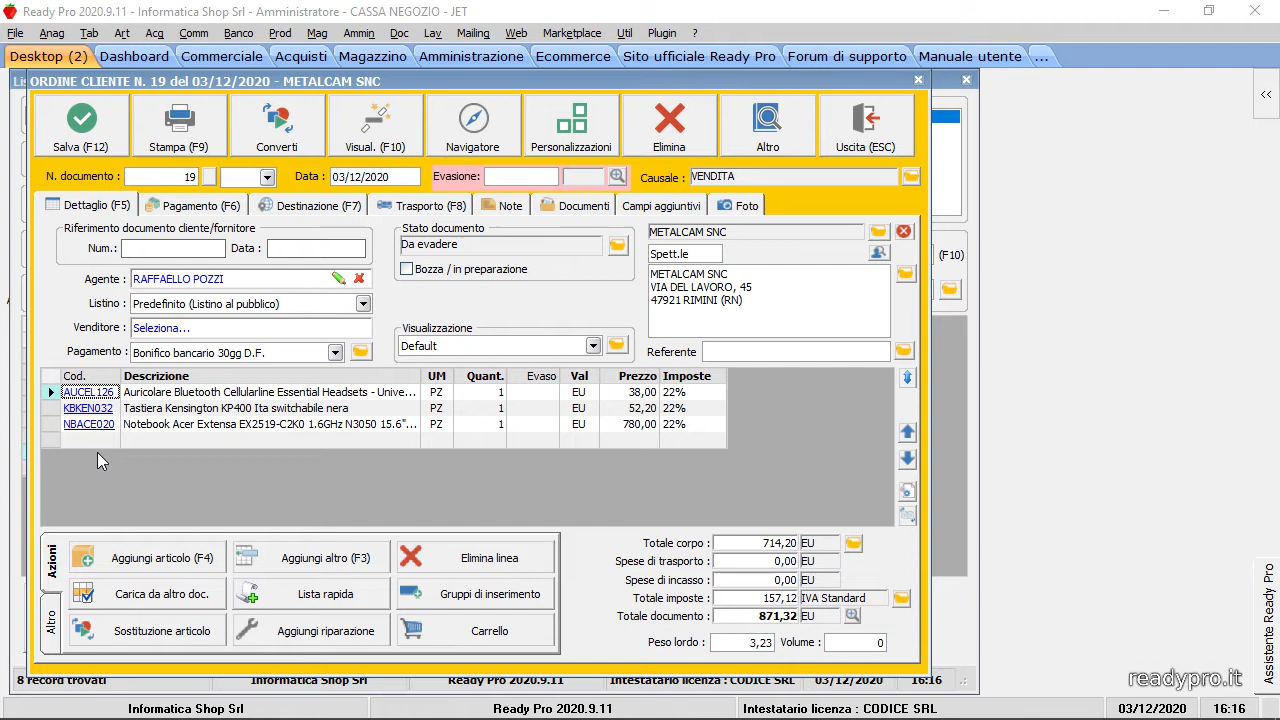 Ready Pro 2020.9.11 - Informatica Shop Srl - Amministratore - CASSA NEGOZIO - JET
File Anag Tab Art Acq Comm Banco Prod Mag Ammin Doc Lav Mailing Web Marketplace Util Plugin ?
Desktop (2) Dashboard Commerciale Acquisti Magazzino Amministrazione Ecommerce Sito ufficiale Ready Pro Forum di supporto Manuale utente ...
ORDINE CLIENTE N. 19 del 03/12/2020 - METALCAM SNC
Salva (F12) Stampa (F9) Converti Visual. (F10) Navigatore Personalizzazioni Elimina Altro Uscita (ESC)
N. documento : 19 Data : 03/12/2020 Evasione: Causale : VENDITA
Dettaglio (F5) Pagamento (F6) Destinazione (F7) Trasporto (F8) Note Documenti Campi aggiuntivi Foto
Riferimento documento cliente/fornitore Stato documento METALCAM SNC
Num.: Data : Da evadere Spett.le (F10)
Agente : RAFFAELLO POZZI Bozza / in preparazione METALCAM SNC
VIA DEL LAVORO, 45
47921 RIMINI (RN)
Listino : Predefinito (Listino al pubblico)
Venditore : Seleziona... Visualizzazione
Pagamento : Bonifico bancario 30gg D.F. Default Referente
Cod. Descrizione UM Quant. Evaso Val Prezzo Imposte
AUCEL126 Auricolare Bluetooth Cellularline Essential Headsets - Unive... PZ 1 EU 38,00 22%
KBKEN032 Tastiera Kensington KP400 Ita switchabile nera PZ 1 EU 52,20 22%
NBACE020 Notebook Acer Extensa EX2519-C2K0 1.6GHz N3050 15.6"... PZ 1 EU 780,00 22%
Azioni
Altro
Aggiungi articolo (F4) Aggiungi altro (F3) Elimina linea
Carica da altro doc. Lista rapida Gruppi di inserimento
Sostituzione articolo Aggiungi riparazione Carrello
Totale corpo : 714,20 EU
Spese di trasporto : 0,00 EU
Spese di incasso : 0,00 EU
Totale imposte : 157,12 IVA Standard
Totale documento : 871,32 EU
Peso lordo : 3,23 Volume : 0
Assistente Ready Pro
8 record trovati Informatica Shop Srl Ready Pro 2020.9.11 Intestatario licenza : CODICE SRL 03/12/2020 16:16
readypro.it
Informatica Shop Srl Ready Pro 2020.9.11 Intestatario licenza : CODICE SRL 03/12/2020 16:16